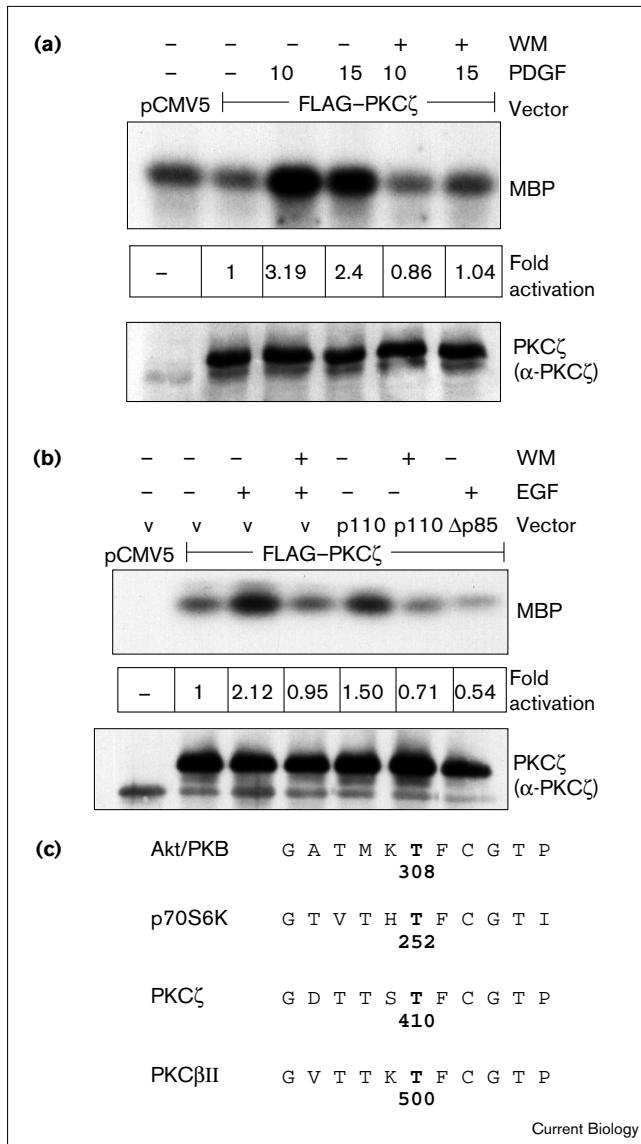 (a) – – – – + + WM
– – 10 15 10 15 PDGF
pCMV5 FLAG–PKCζ Vector
MBP
– 1 3.19 2.4 0.86 1.04 Fold activation
PKCζ
(α-PKCζ)
(b) – – – + – + – WM
– – + + – – + EGF
v v v v p110 p110 Δp85 Vector
pCMV5 FLAG–PKCζ
MBP
– 1 2.12 0.95 1.50 0.71 0.54 Fold activation
PKCζ
(α-PKCζ)
(c) Akt/PKB G A T M K T F C G T P
308
p70S6K G T V T H T F C G T I
252
PKCζ G D T T S T F C G T P
410
PKCβII G V T T K T F C G T P
500
Current Biology